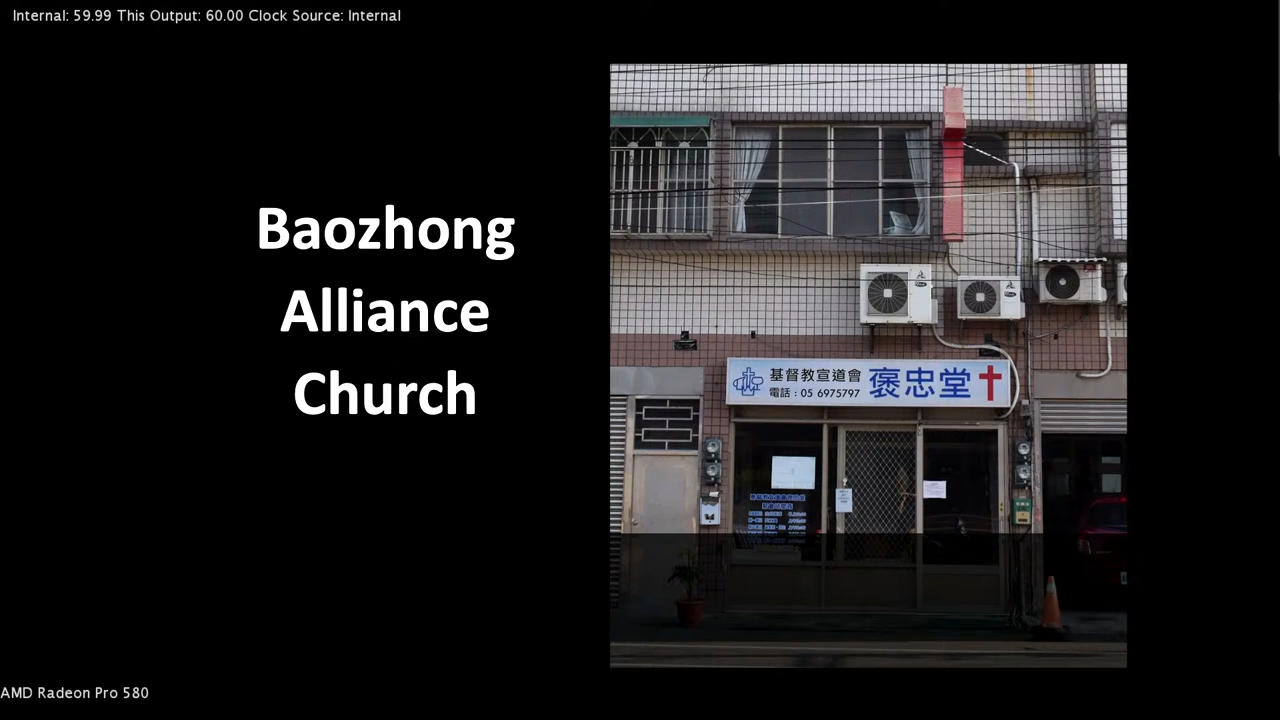 Internal: 59.99 This Output: 60.00 Clock Source: Internal
Baozhong
Alliance
Church
基督教宣道會
電話：05 6975797
褒忠堂
AMD Radeon Pro 580